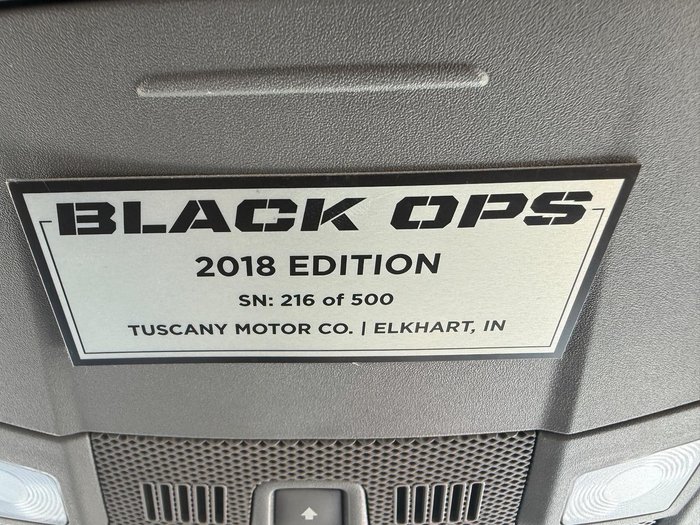 BLACK OPS
2018 EDITION
SN: 216 of 500
TUSCANY MOTOR CO. | ELKHART, IN